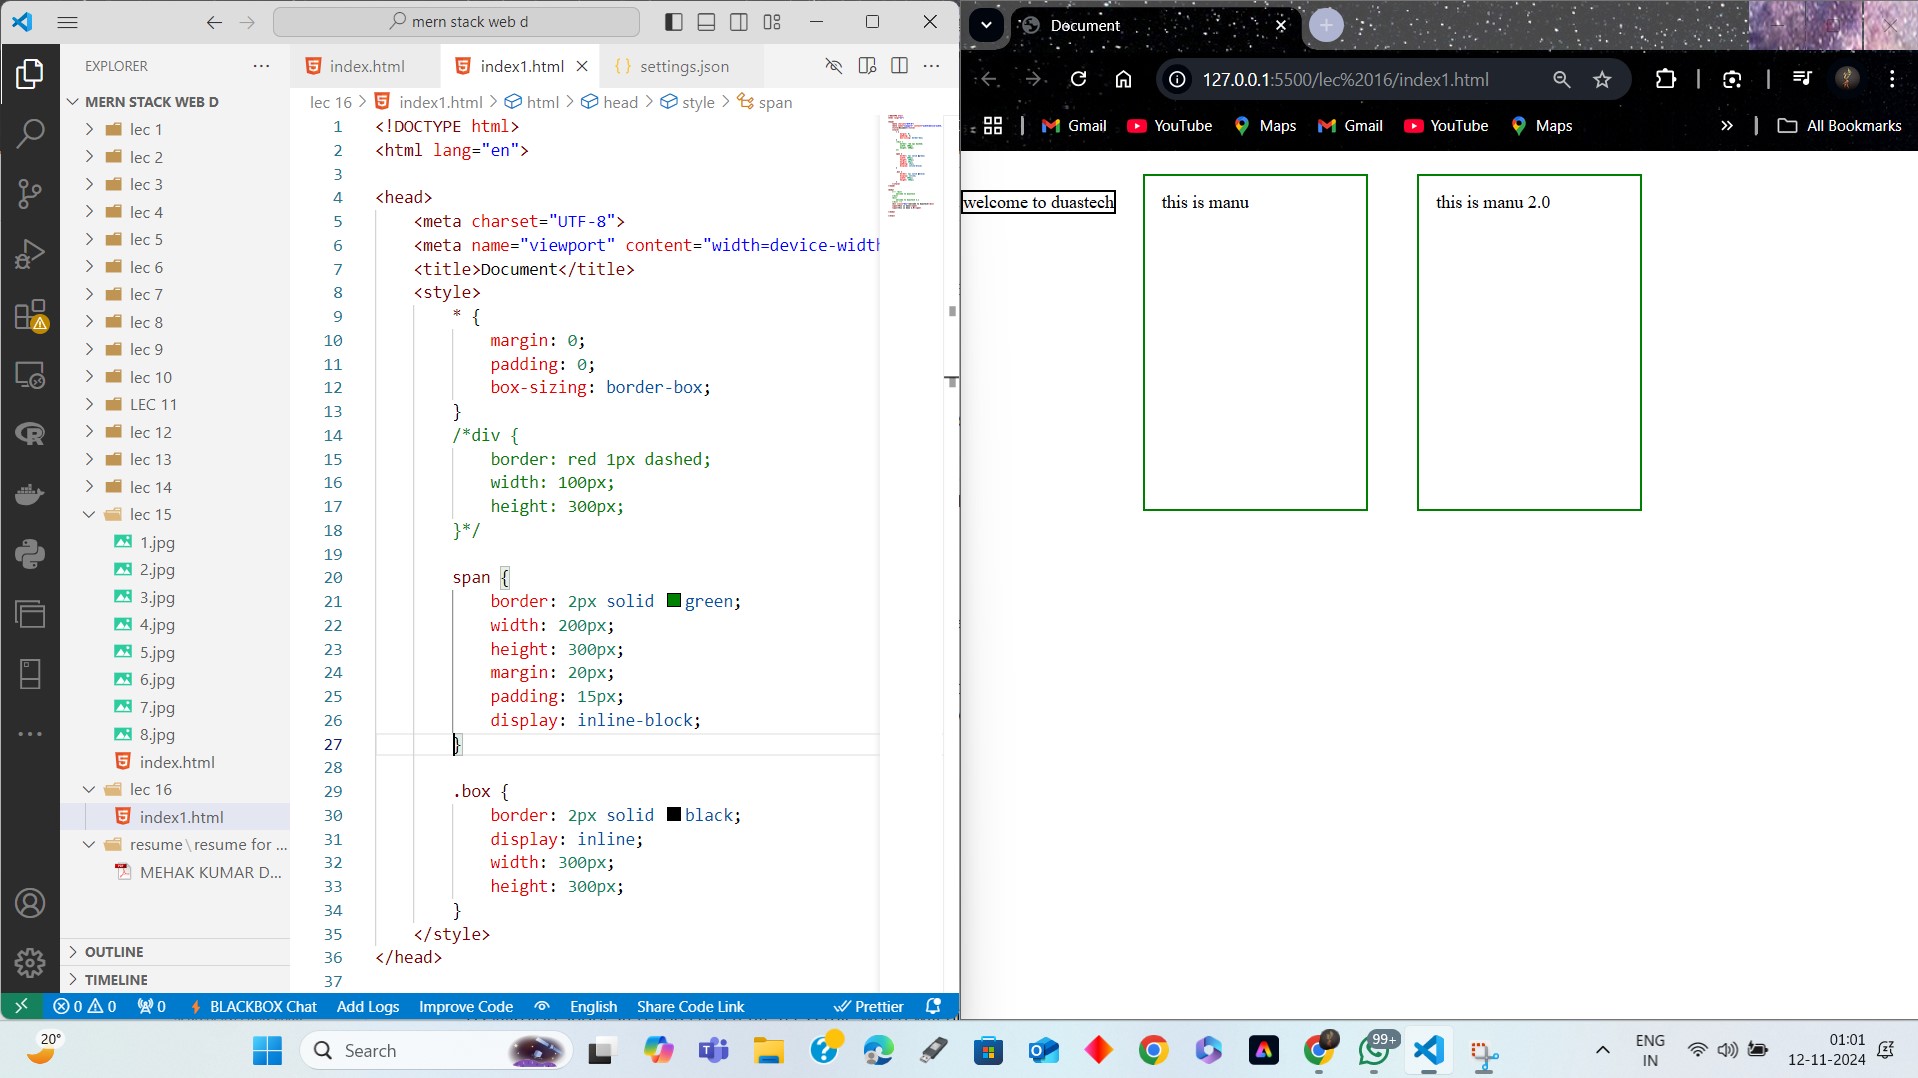 mern stack web d
EXPLORER
MERN STACK WEB D
lec 1
lec 2
lec 3
lec 4
lec 5
lec 6
lec 7
lec 8
lec 9
lec 10
LEC 11
lec 12
lec 13
lec 14
lec 15
1.jpg
2.jpg
3.jpg
4.jpg
5.jpg
6.jpg
7.jpg
8.jpg
index.html
lec 16
index1.html
resume\resume for ...
MEHAK KUMAR D...
OUTLINE
TIMELINE
index.html
index1.html
settings.json
lec 16 > index1.html > html > head > style > span
1 <!DOCTYPE html>
2 <html lang="en">
3
4 <head>
5 <meta charset="UTF-8">
6 <meta name="viewport" content="width=device-width
7 <title>Document</title>
8 <style>
9 * {
10 margin: 0;
11 padding: 0;
12 box-sizing: border-box;
13 }
14 /*div {
15 border: red 1px dashed;
16 width: 100px;
17 height: 300px;
18 }*/
19
20 span {
21 border: 2px solid green;
22 width: 200px;
23 height: 300px;
24 margin: 20px;
25 padding: 15px;
26 display: inline-block;
27 }
28
29 .box {
30 border: 2px solid black;
31 display: inline;
32 width: 300px;
33 height: 300px;
34 }
35 </style>
36 </head>
37
0 0 0 BLACKBOX Chat Add Logs Improve Code English Share Code Link Prettier
Document
127.0.0.1:5500/lec%2016/index1.html
Gmail YouTube Maps Gmail YouTube Maps » All Bookmarks
welcome to duastech
this is manu
this is manu 2.0
20°
Search
99+
ENG
IN
01:01
12-11-2024